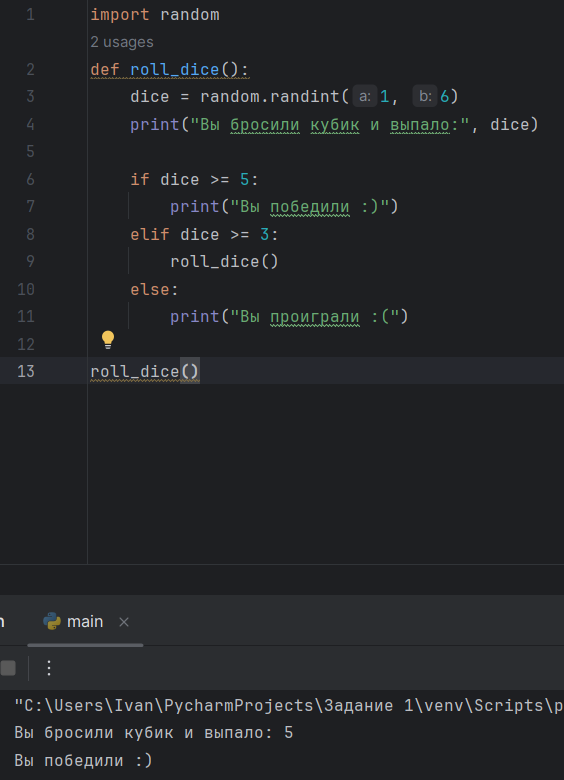 1 import random
2 usages
2 def roll_dice():
3 dice = random.randint( a: 1, b: 6)
4 print("Вы бросили кубик и выпало:", dice)
5
6 if dice >= 5:
7 print("Вы победили :)")
8 elif dice >= 3:
9 roll_dice()
10 else:
11 print("Вы проиграли :(")
12
13 roll_dice()
main
"C:\Users\Ivan\PycharmProjects\Задание 1\venv\Scripts\p
Вы бросили кубик и выпало: 5
Вы победили :)